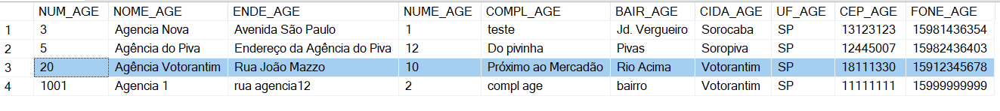 NUM_AGE NOME_AGE ENDE_AGE NUME_AGE COMPL_AGE BAIR_AGE CIDA_AGE UF_AGE CEP_AGE FONE_AGE
1 3 Agencia Nova Avenida São Paulo 1 teste Jd. Vergueiro Sorocaba SP 13123123 15981436354
2 5 Agência do Piva Endereço da Agência do Piva 12 Do pivinha Pivas Soropiva SP 12445007 15982436403
3 20 Agência Votorantim Rua João Mazzo 10 Próximo ao Mercadão Rio Acima Votorantim SP 18111330 15912345678
4 1001 Agencia 1 rua agencia12 2 compl age bairro Votorantim SP 11111111 15999999999